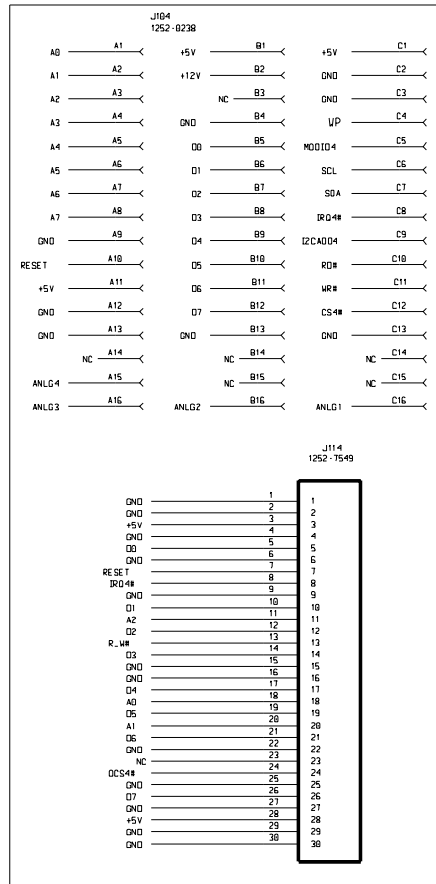 J104
1252-0238
A0 A1 +5V B1 +5V C1
A1 A2 +12V B2 GND C2
A2 A3 NC B3 GND C3
A3 A4 GND B4 WP C4
A4 A5 D0 B5 MODID4 C5
A5 A6 D1 B6 SCL C6
A6 A7 D2 B7 SDA C7
A7 A8 D3 B8 IRQ4# C8
GND A9 D4 B9 I2CADD4 C9
RESET A10 D5 B10 RD# C10
+5V A11 D6 B11 WR# C11
GND A12 D7 B12 CS4# C12
GND A13 GND B13 GND C13
NC A14 NC B14 NC C14
ANLG4 A15 NC B15 NC C15
ANLG3 A16 ANLG2 B16 ANLG1 C16
J114
1252-7549
GND 1 1
GND 2 2
+5V 3 3
GND 4 4
D0 5 5
GND 6 6
RESET 7 7
IRQ4# 8 8
GND 9 9
D1 10 10
A2 11 11
D2 12 12
R_W# 13 13
D3 14 14
GND 15 15
GND 16 16
D4 17 17
A0 18 18
D5 19 19
A1 20 20
D6 21 21
GND 22 22
NC 23 23
OCS4# 24 24
GND 25 25
D7 26 26
GND 27 27
+5V 28 28
GND 29 29
GND 30 30